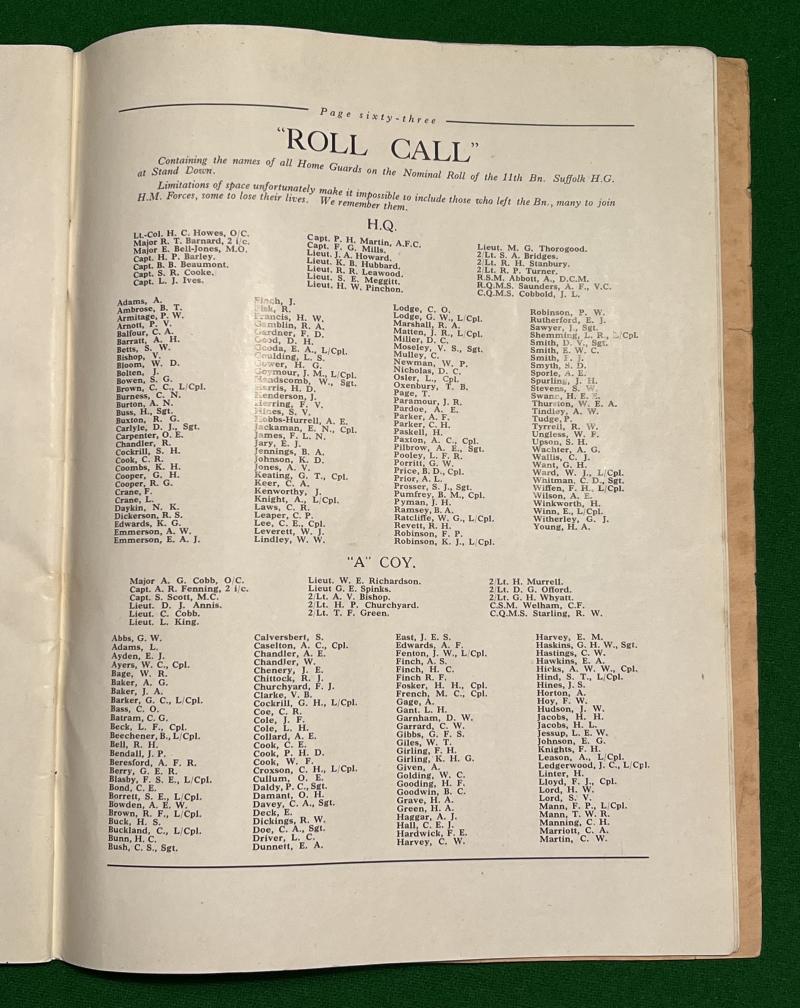 Page sixty-three
"ROLL CALL"
Containing the names of all Home Guards on the Nominal Roll of the 11th Bn. Suffolk H.G.
at Stand Down.
Limitations of space unfortunately make it impossible to include those who left the Bn., many to join
H.M. Forces, some to lose their lives. We remember them.
H.Q.
Lt.-Col. H. C. Howes, O/C.
Major R. T. Barnard, 2 i/c.
Major E. Bell-Jones, M.O.
Capt. H. P. Barley.
Capt. B. B. Beaumont.
Capt. S. R. Cooke.
Capt. L. J. Ives.
Capt. P. H. Martin, A.F.C.
Capt. F. G. Mills.
Lieut. J. A. Howard.
Lieut. K. B. Hubbard.
Lieut. R. R. Leawood.
Lieut. S. E. Meggitt.
Lieut. H. W. Pinchon.
Lieut. M. G. Thorogood.
2/Lt. S. A. Bridges.
2/Lt. R. H. Stanbury.
2/Lt. R. P. Turner.
R.S.M. Abbott, A., D.C.M.
R.Q.M.S. Saunders, A. F., V.C.
C.Q.M.S. Cobbold, J. L.
Adams, A.
Ambrose, B. T.
Armitage, P. W.
Arnott, P. V.
Balfour, C. A.
Barratt, A. H.
Betts, S. W.
Bishop, V.
Bloom, W. D.
Bolten, J.
Bowen, S. G.
Brown, C. C., L/Cpl.
Burness, C. N.
Burton, A. N.
Buss, H., Sgt.
Buxton, R. G.
Carlyle, D. J., Sgt.
Carpenter, O. E.
Chandler, R.
Cockrill, S. H.
Cook, C. R.
Coombs, K. H.
Cooper, G. H.
Cooper, R. G.
Crane, F.
Crane, L.
Daykin, N. K.
Dickerson, R. S.
Edwards, K. G.
Emmerson, A. W.
Emmerson, E. A. J.
Finch, J.
Fisk, R.
Francis, H. W.
Gamblin, R. A.
Gardner, F. D.
Good, D. H.
Gooda, E. A., L/Cpl.
Goulding, L. S.
Gower, H. G.
Goymour, J. M., L/Cpl.
Handscomb, W., Sgt.
Harris, H. D.
Henderson, J.
Herring, F. V.
Hines, S. V.
Hobbs-Hurrell, A. E.
Jackaman, E. N., Cpl.
James, F. L. N.
Jary, E. J.
Jennings, B. A.
Johnson, K. D.
Jones, A. V.
Keating, G. T., Cpl.
Keer, C. A.
Kenworthy, J.
Knight, A., L/Cpl.
Laws, C. R.
Leaper, C. P.
Lee, C. E., Cpl.
Leverett, W. J.
Lindley, W. W.
Lodge, C. O.
Lodge, G. W., L/Cpl.
Marshall, R. A.
Matten, J. R., L/Cpl.
Miller, D. C.
Moseley, V. S., Sgt.
Mulley, C.
Newman, W. P.
Nicholas, D. C.
Osler, L., Cpl.
Oxenbury, T. B.
Page, T.
Paramour, J. R.
Pardoe, A. E.
Parker, A. F.
Parker, C. H.
Paskell, H.
Paxton, A. C., Cpl.
Pilbrow, A. E., Sgt.
Pooley, L. F. R.
Porritt, G. W.
Price, B. D., Cpl.
Prior, A. L.
Prosser, S. J., Sgt.
Pumfrey, B. M., Cpl.
Pyman, J. H.
Ramsey, B. A.
Ratcliffe, W. G., L/Cpl.
Revett, R. H.
Robinson, F. P.
Robinson, K. J., L/Cpl.
Robinson, P. W.
Rutherford, E. J.
Sawyer, J., Sgt.
Shemming, L. R., L/Cpl.
Smith, D. V., Sgt.
Smith, E. W. C.
Smith, F. J.
Smyth, S. D.
Sporle, A. E.
Spurling, J. H.
Stevens, S. W.
Swann, H. E.
Thurston, W. E. A.
Tindley, A. W.
Tudge, P.
Tyrrell, R. W.
Ungless, W. F.
Upson, S. H.
Wachter, A. G.
Wallis, C. J.
Want, G. H.
Ward, W. J., L/Cpl.
Whitman, C. D., Sgt.
Wiffen, F. H., L/Cpl.
Wilson, A. E.
Winkworth, H.
Winn, E., L/Cpl.
Witherley, G. J.
Young, H. A.
"A" COY.
Major A. G. Cobb, O/C.
Capt. A. R. Fenning, 2 i/c.
Capt. S. Scott, M.C.
Lieut. D. J. Annis.
Lieut. C. Cobb.
Lieut. L. King.
Lieut. W. E. Richardson.
Lieut G. E. Spinks.
2/Lt. A. V. Bishop.
2/Lt. H. P. Churchyard.
2/Lt. T. F. Green.
2/Lt. H. Murrell.
2/Lt. D. G. Offord.
2/Lt. G. H. Whyatt.
C.S.M. Welham, C.F.
C.Q.M.S. Starling, R. W.
Abbs, G. W.
Adams, L.
Ayden, E. J.
Ayers, W. C., Cpl.
Bage, W. R.
Baker, A. G.
Baker, J. A.
Barker, G. C., L/Cpl.
Bass, C. O.
Batram, C. G.
Beck, L. F., Cpl.
Beechener, B., L/Cpl.
Bell, R. H.
Bendall, J. P.
Beresford, A. F. R.
Berry, G. E. R.
Blasby, F. S. E., L/Cpl.
Bond, C. E.
Borrett, S. E., L/Cpl.
Bowden, A. E. W.
Brown, R. F., L/Cpl.
Buck, H. S.
Buckland, C., L/Cpl.
Bunn, H. C.
Bush, C. S., Sgt.
Calversbert, S.
Caselton, A. C., Cpl.
Chandler, A. E.
Chandler, W.
Chenery, J. E.
Chittock, R. J.
Churchyard, F. J.
Clarke, V. B.
Cockrill, G. H., L/Cpl.
Coe, C. R.
Cole, J. F.
Cole, L. H.
Collard, A. E.
Cook, C. E.
Cook, P. H. D.
Cook, W. F.
Croxson, C. H., L/Cpl.
Cullum, O. E.
Daldy, P. C., Sgt.
Damant, O. H.
Davey, C. A., Sgt.
Deck, E.
Dickings, R. W.
Doe, C. A., Sgt.
Driver, L. C.
Dunnett, E. A.
East, J. E. S.
Edwards, A. F.
Fenton, J. W., L/Cpl.
Finch, A. S.
Finch, H. C.
Finch R. F.
Fosker, H. H., Cpl.
French, M. C., Cpl.
Gage, A.
Gant, L. H.
Garnham, D. W.
Garrard, C. W.
Gibbs, G. F. S.
Giles, W. T.
Girling, F. H.
Girling, K. H. G.
Given, A.
Golding, W. C.
Gooding, H. F.
Goodwin, B. C.
Grave, H. A.
Green, H. A.
Haggar, A. J.
Hall, C. E. J.
Hardwick, F. E.
Harvey, C. W.
Harvey, E. M.
Haskins, G. H. W., Sgt.
Hastings, C. W.
Hawkins, E. A.
Hicks, A. W. W., Cpl.
Hind, S. T., L/Cpl.
Hines, J. S.
Horton, A.
Hoy, F. W.
Hudson, J. W.
Jacobs, H. H.
Jacobs, H. L.
Jessup, L. E. W.
Johnson, E. G.
Knights, F. H.
Leason, A., L/Cpl.
Ledgerwood, J. C., L/Cpl.
Linter, H.
Lloyd, F. J., Cpl.
Lord, H. W.
Lord, S. V.
Mann, F. P., L/Cpl.
Mann, T. W. R.
Manning, C. H.
Marriott, C. A.
Martin, C. W.